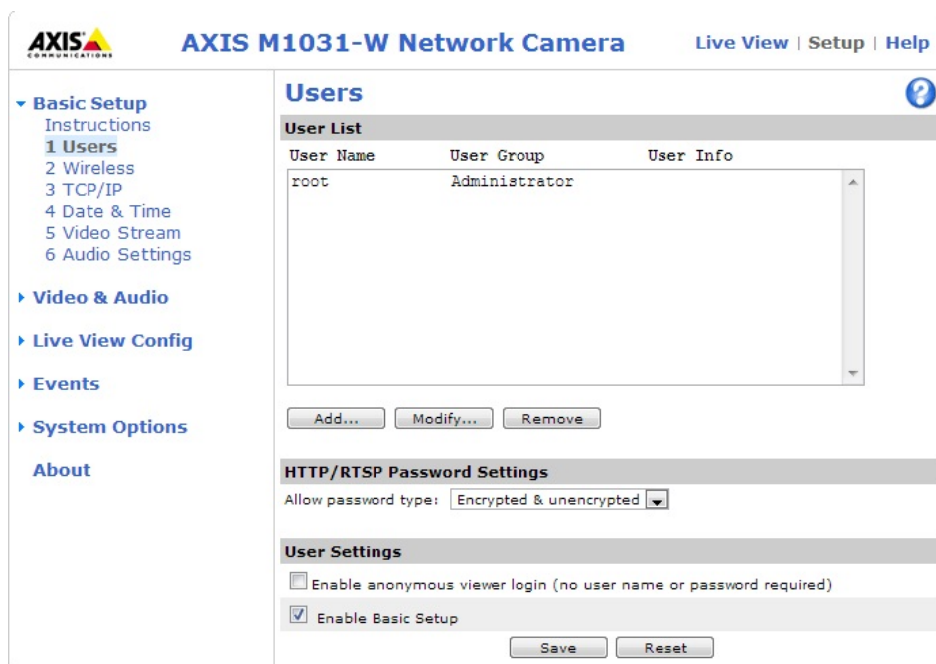 AXIS
COMMUNICATIONS
AXIS M1031-W Network Camera
Live View | Setup | Help
Basic Setup
Instructions
1 Users
2 Wireless
3 TCP/IP
4 Date & Time
5 Video Stream
6 Audio Settings
Video & Audio
Live View Config
Events
System Options
About
Users
?
User List
User Name User Group User Info
root Administrator
Add... Modify... Remove
HTTP/RTSP Password Settings
Allow password type: Encrypted & unencrypted
User Settings
Enable anonymous viewer login (no user name or password required)
Enable Basic Setup
Save Reset